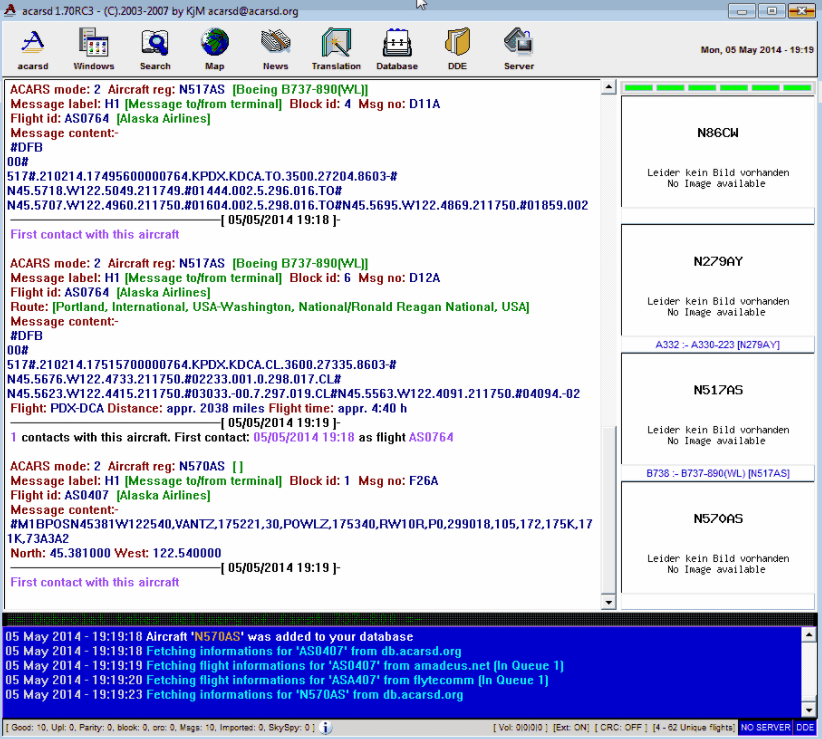 acarsd 1.70RC3 - (C).2003-2007 by KjM acarsd@acarsd.org
acarsd Windows Search Map News Translation Database DDE Server
Mon, 05 May 2014 - 19:19
ACARS mode: 2 Aircraft reg: N517AS [Boeing B737-890(WL)]
Message label: H1 [Message to/from terminal] Block id: 4 Msg no: D11A
Flight id: AS0764 [Alaska Airlines]
Message content:-
#DFB
00#
517#.210214.17495600000764.KPDX.KDCA.TO.3500.27204.8603-#
N45.5718.W122.5049.211749.#01444.002.5.296.016.TO#
N45.5707.W122.4960.211750.#01604.002.5.298.016.TO#N45.5695.W122.4869.211750.#01859.002
[ 05/05/2014 19:18 ]-
First contact with this aircraft
ACARS mode: 2 Aircraft reg: N517AS [Boeing B737-890(WL)]
Message label: H1 [Message to/from terminal] Block id: 6 Msg no: D12A
Flight id: AS0764 [Alaska Airlines]
Route: [Portland, International, USA-Washington, National/Ronald Reagan National, USA]
Message content:-
#DFB
00#
517#.210214.17515700000764.KPDX.KDCA.CL.3600.27335.8603-#
N45.5676.W122.4733.211750.#02233.001.0.298.017.CL#
N45.5623.W122.4415.211750.#03033.-00.7.297.019.CL#N45.5563.W122.4091.211750.#04094.-02
Flight: PDX-DCA Distance: appr. 2038 miles Flight time: appr. 4:40 h
[ 05/05/2014 19:19 ]-
1 contacts with this aircraft. First contact: 05/05/2014 19:18 as flight AS0764
ACARS mode: 2 Aircraft reg: N570AS [ ]
Message label: H1 [Message to/from terminal] Block id: 1 Msg no: F26A
Flight id: AS0407 [Alaska Airlines]
Message content:-
#M1BPOSN45381W122540,VANTZ,175221,30,POWLZ,175340,RW10R,P0,299018,105,172,175K,17
1K,73A3A2
North: 45.381000 West: 122.540000
[ 05/05/2014 19:19 ]-
First contact with this aircraft
N86CW
Leider kein Bild vorhanden
No Image available
N279AY
Leider kein Bild vorhanden
No Image available
A332 :- A330-223 [N279AY]
N517AS
Leider kein Bild vorhanden
No Image available
B738 :- B737-890(WL) [N517AS]
N570AS
Leider kein Bild vorhanden
No Image available
05 May 2014 - 19:19:18 Aircraft 'N570AS' was added to your database
05 May 2014 - 19:19:18 Fetching informations for 'AS0407' from db.acarsd.org
05 May 2014 - 19:19:19 Fetching flight informations for 'AS0407' from amadeus.net (In Queue 1)
05 May 2014 - 19:19:20 Fetching flight informations for 'ASA407' from flytecomm (In Queue 1)
05 May 2014 - 19:19:23 Fetching informations for 'N570AS' from db.acarsd.org
[ Good: 10, Upl: 0, Parity: 0, block: 0, crc: 0, Msgs: 10, Imported: 0, SkySpy: 0 ] [ Vol: 0|0|0|0 ] [Ext: ON] [ CRC: OFF ] [4 - 62 Unique flights] NO SERVER DDE